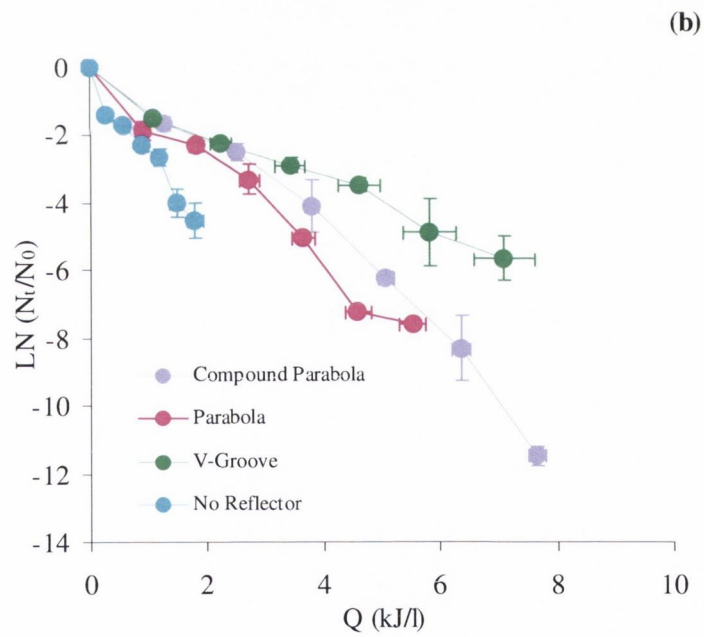 (b)
0
-2
-4
-6
-8
-10
-12
-14
LN (Nt/N0)
Compound Parabola
Parabola
V-Groove
No Reflector
0 2 4 6 8 10
Q (kJ/l)